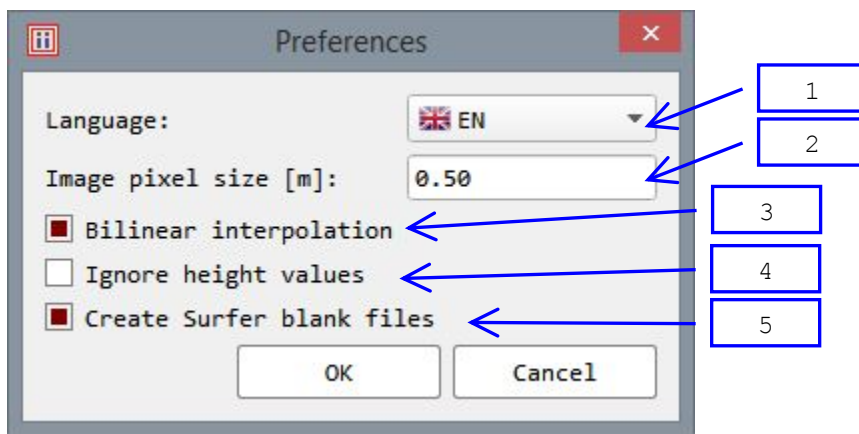 Preferences
Language:
EN
1
Image pixel size [m]:
0.50
2
Bilinear interpolation
3
Ignore height values
4
Create Surfer blank files
5
OK
Cancel